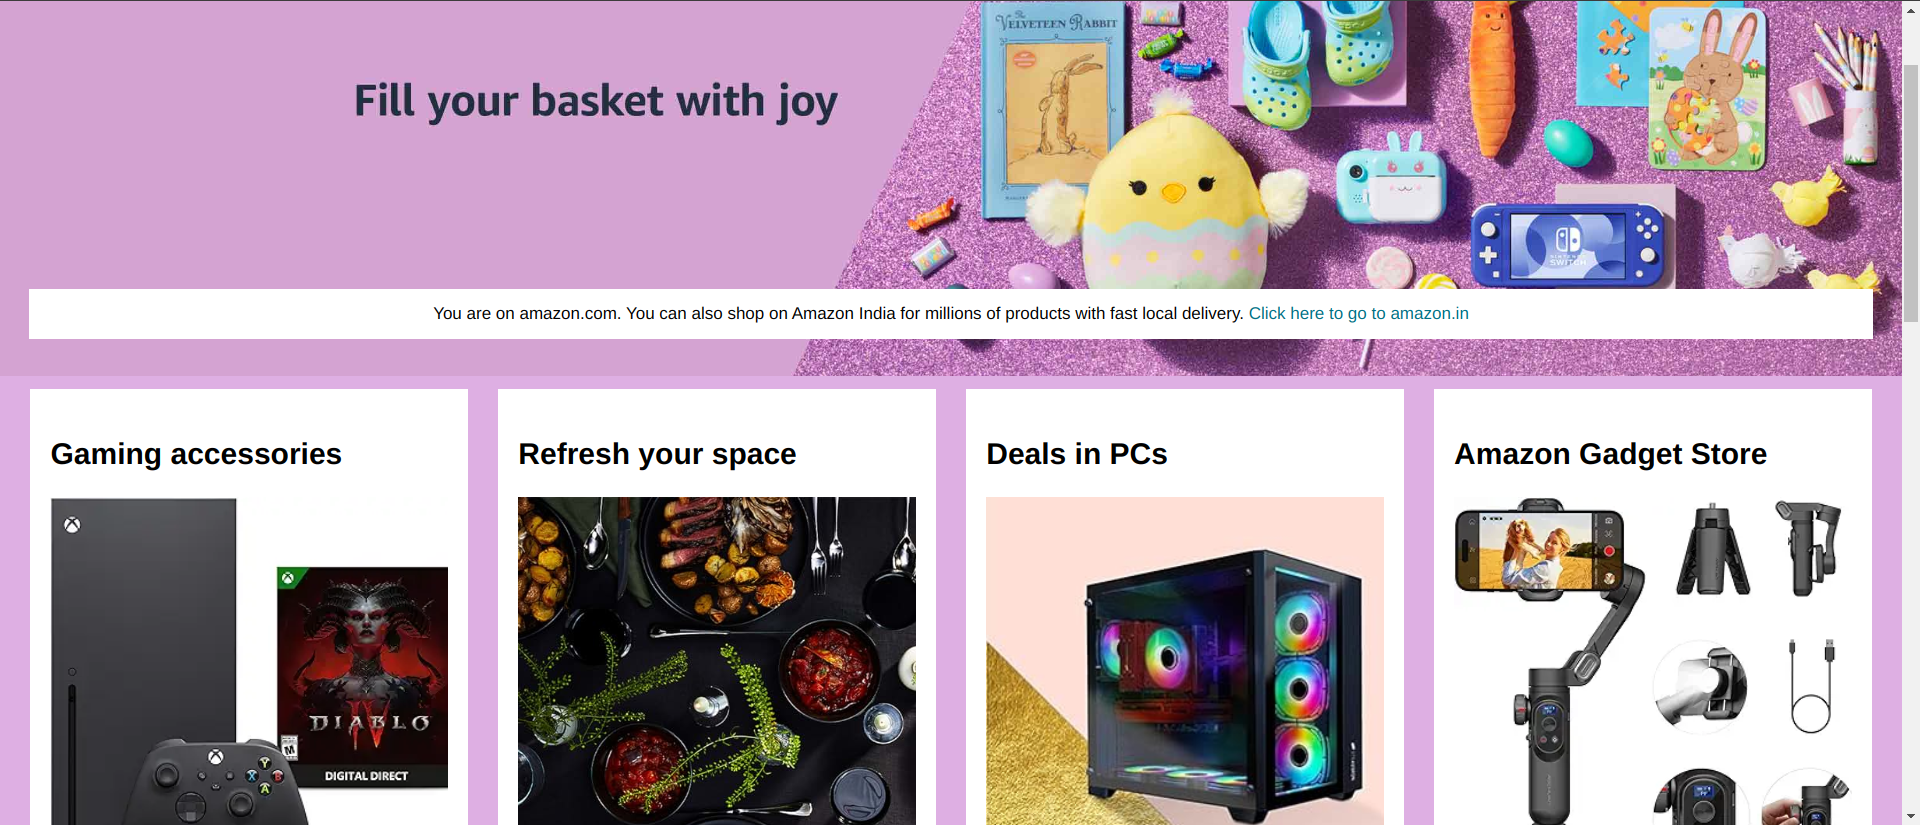 The
VELVETEEN RABBIT
Fill your basket with joy
NINTENDO
SWITCH
You are on amazon.com. You can also shop on Amazon India for millions of products with fast local delivery. Click here to go to amazon.in
Gaming accessories
Refresh your space
Deals in PCs
Amazon Gadget Store
DIABLO
IV
M
DIGITAL DIRECT
Y
X
B
A